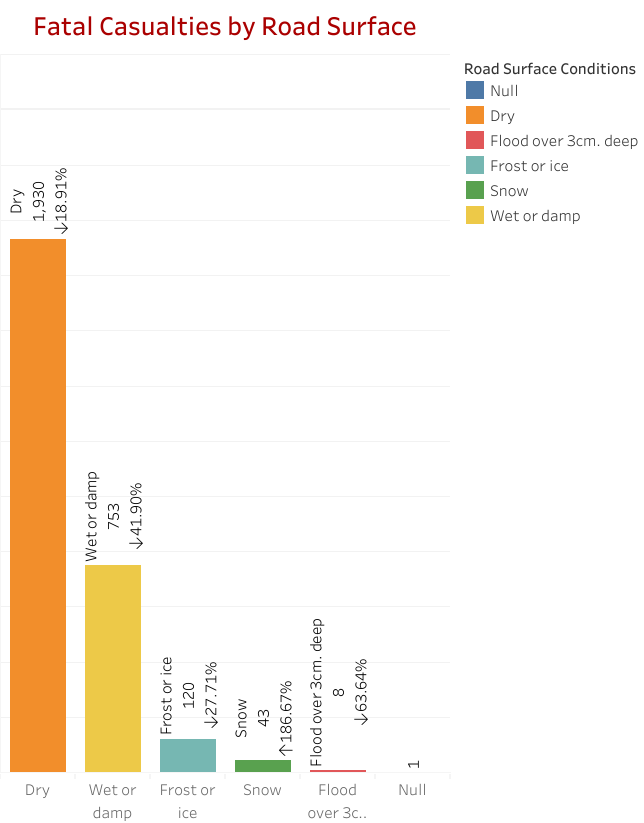 Fatal Casualties by Road Surface
Road Surface Conditions
Null
Dry
Flood over 3cm. deep
Frost or ice
Snow
Wet or damp
Dry
1,930
↓18.91%
Wet or damp
753
↓41.90%
Frost or ice
120
↓27.71%
Snow
43
↑186.67%
Flood over 3cm. deep
8
↓63.64%
1
Dry
Wet or
damp
Frost or
ice
Snow
Flood
over 3c..
Null